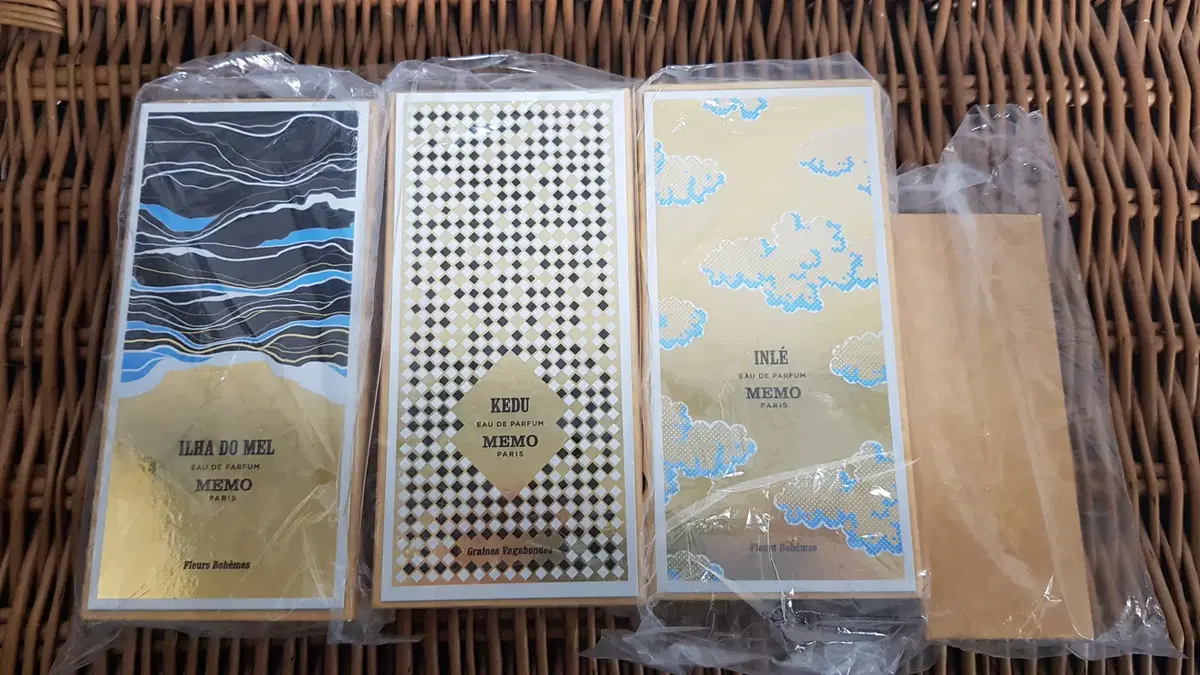 ILHA DO MEL
EAU DE PARFUM
MEMO
PARIS
Fleurs Bohèmes
KEDU
EAU DE PARFUM
MEMO
PARIS
Graines Vagabondes
INLÉ
EAU DE PARFUM
MEMO
PARIS
Fleurs Bohèmes